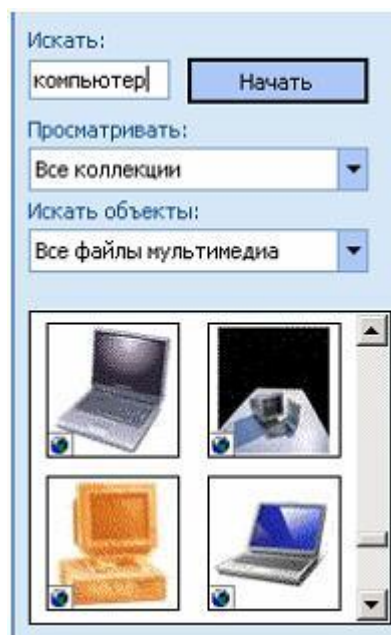 Искать:
компьютер
Начать
Просматривать:
Все коллекции
Искать объекты:
Все файлы мультимедиа